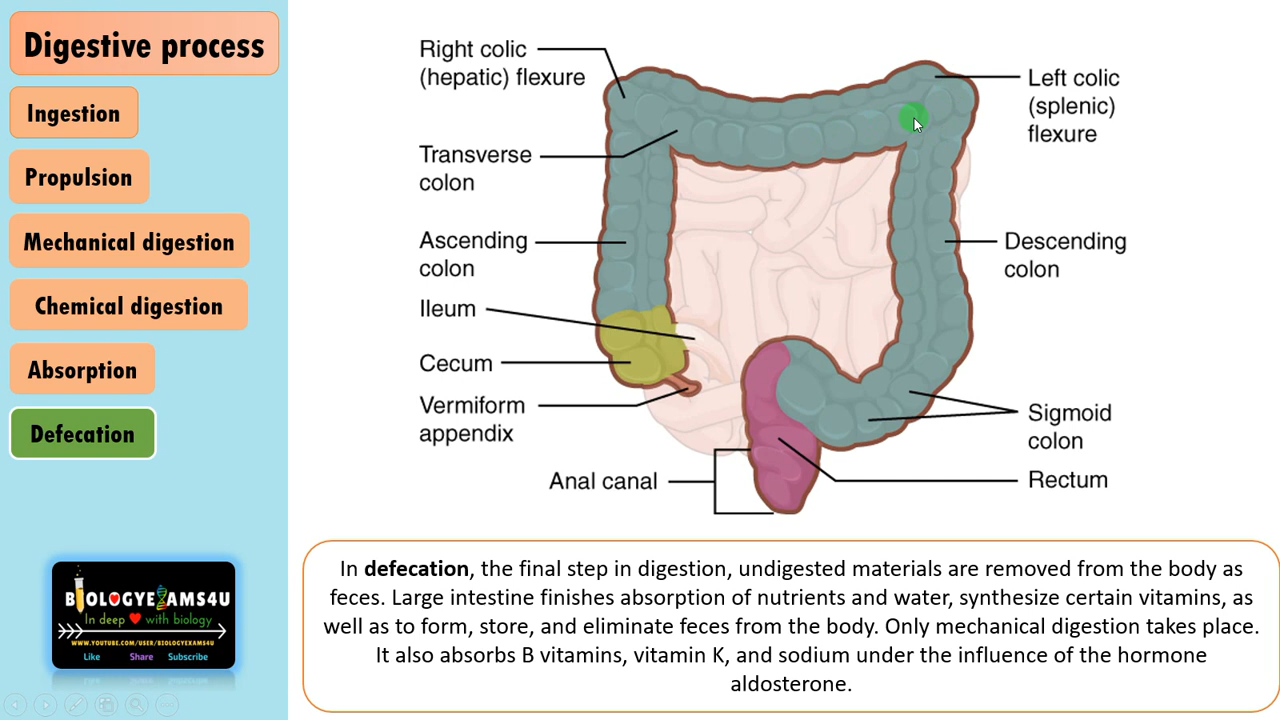 Digestive process
Ingestion
Propulsion
Mechanical digestion
Chemical digestion
Absorption
Defecation
Right colic
(hepatic) flexure
Transverse
colon
Ascending
colon
Ileum
Cecum
Vermiform
appendix
Anal canal
Left colic
(splenic)
flexure
Descending
colon
Sigmoid
colon
Rectum
In defecation, the final step in digestion, undigested materials are removed from the body as
feces. Large intestine finishes absorption of nutrients and water, synthesize certain vitamins, as
well as to form, store, and eliminate feces from the body. Only mechanical digestion takes place.
It also absorbs B vitamins, vitamin K, and sodium under the influence of the hormone
aldosterone.
BIOLOGYEXAMS4U
In deep with biology
WWW.YOUTUBE.COM/USER/BIOLOGYEXAMS4U
Like Share Subscribe